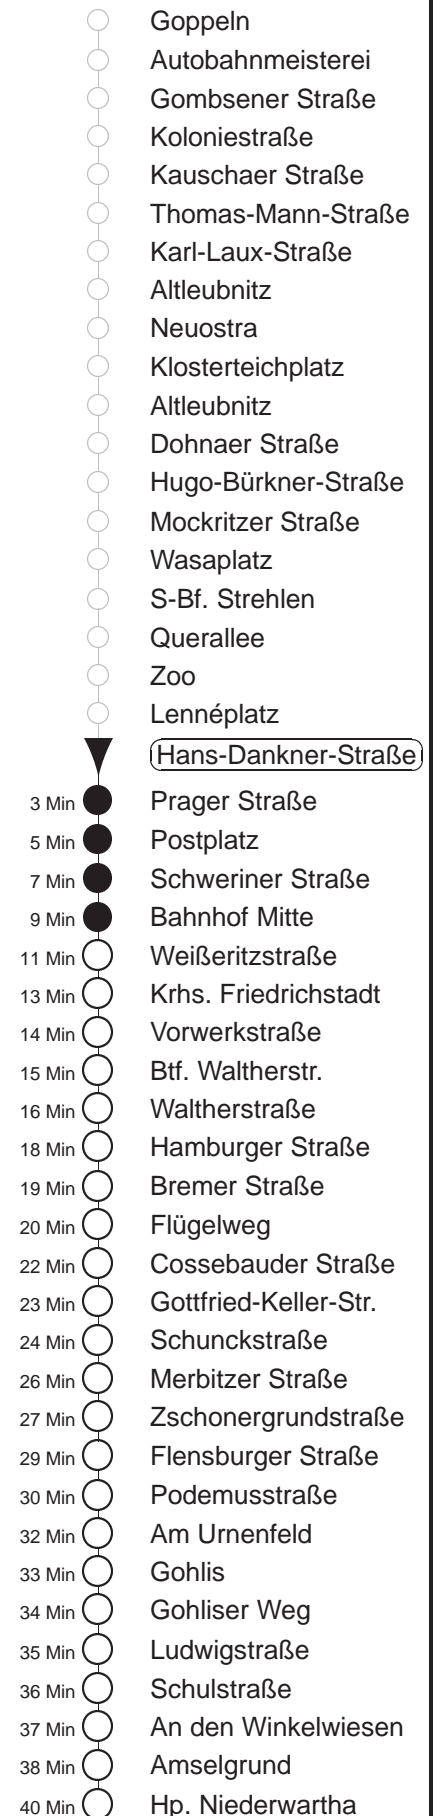 Goppeln
Autobahnmeisterei
Gombsener Straße
Koloniestraße
Kauschaer Straße
Thomas-Mann-Straße
Karl-Laux-Straße
Altleubnitz
Neuostra
Klosterteichplatz
Altleubnitz
Dohnaer Straße
Hugo-Bürkner-Straße
Mockritzer Straße
Wasaplatz
S-Bf. Strehlen
Querallee
Zoo
Lennéplatz
Hans-Dankner-Straße
3 Min Prager Straße
5 Min Postplatz
7 Min Schweriner Straße
9 Min Bahnhof Mitte
11 Min Weißeritzstraße
13 Min Krhs. Friedrichstadt
14 Min Vorwerkstraße
15 Min Btf. Waltherstr.
16 Min Waltherstraße
18 Min Hamburger Straße
19 Min Bremer Straße
20 Min Flügelweg
22 Min Cossebauder Straße
23 Min Gottfried-Keller-Str.
24 Min Schunckstraße
26 Min Merbitzer Straße
27 Min Zschonergrundstraße
29 Min Flensburger Straße
30 Min Podemusstraße
32 Min Am Urnenfeld
33 Min Gohlis
34 Min Gohliser Weg
35 Min Ludwigstraße
36 Min Schulstraße
37 Min An den Winkelwiesen
38 Min Amselgrund
40 Min Hp. Niederwartha